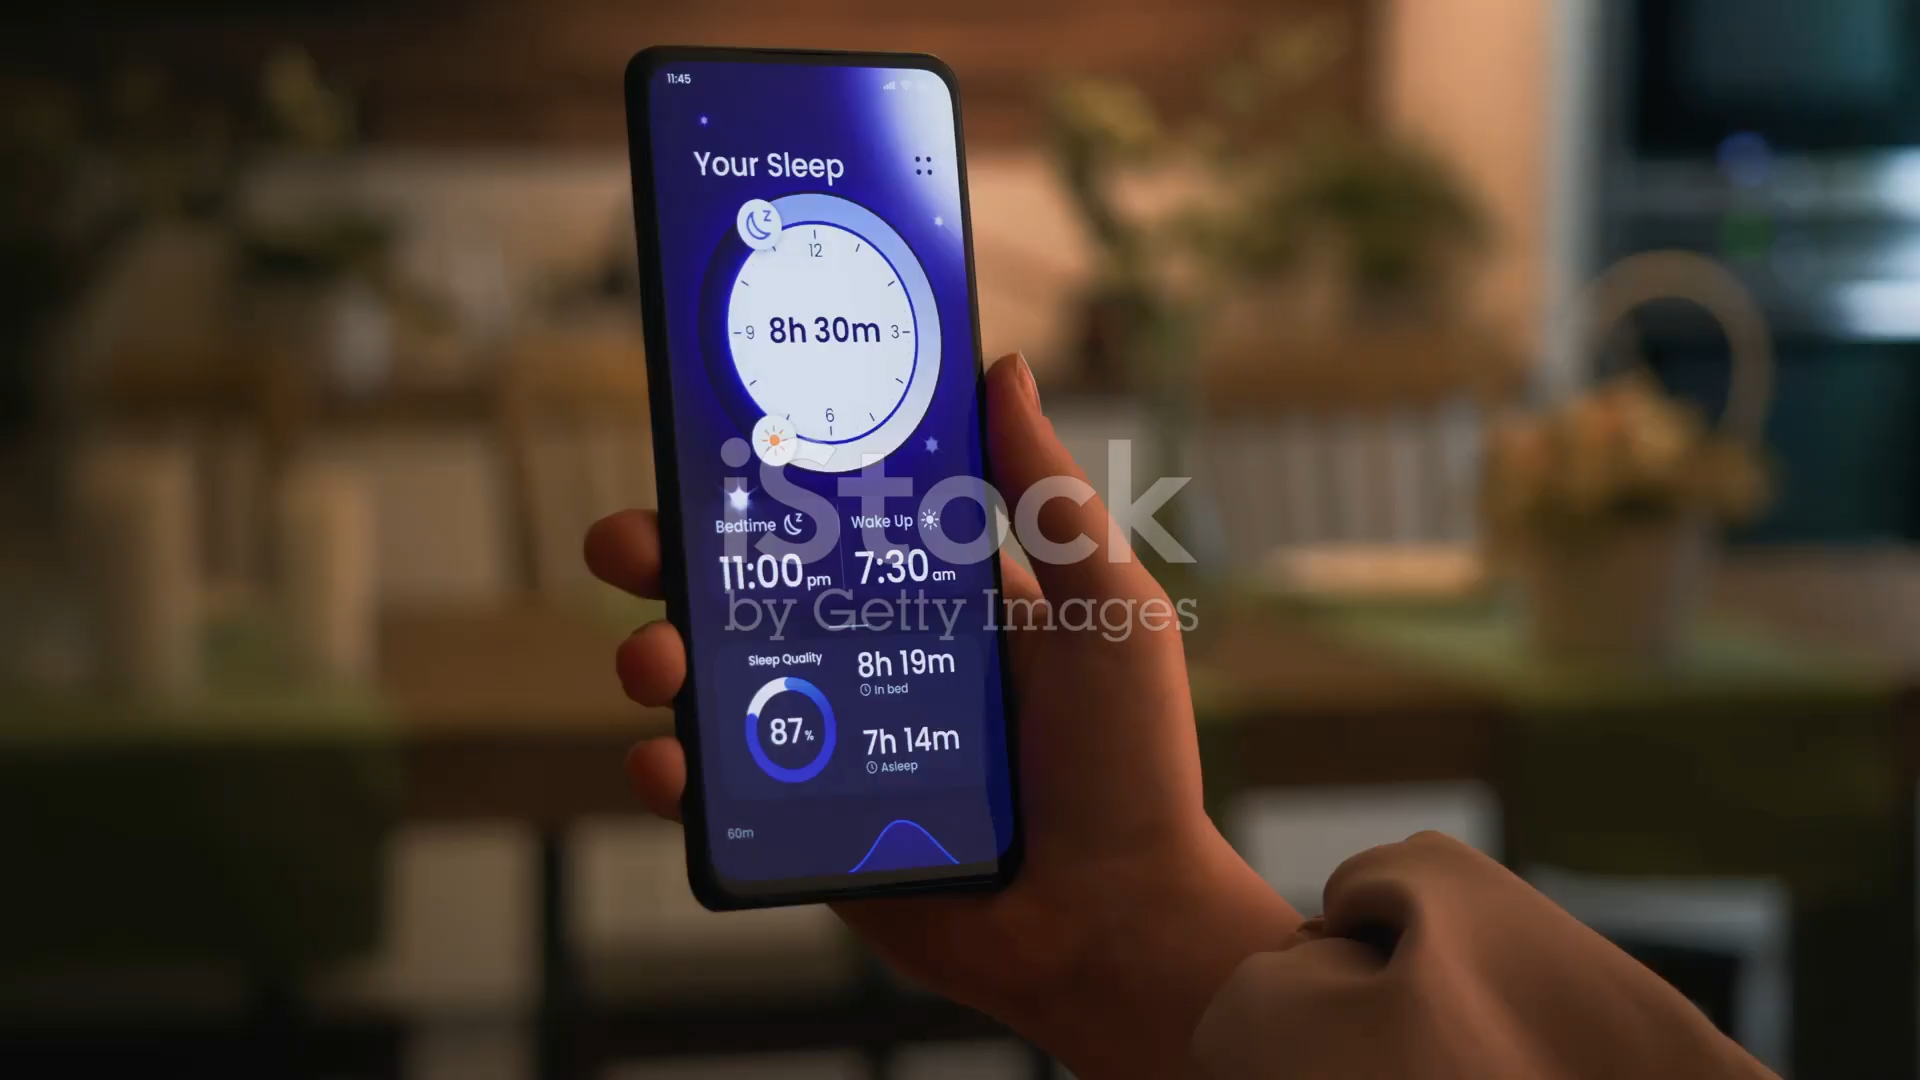 11:45
Your Sleep
z
12
9 8h 30m 3
6
Bedtime z Wake Up
11:00 pm 7:30 am
Sleep Quality
87%
8h 19m
In bed
7h 14m
Asleep
60m
iStock
by Getty Images